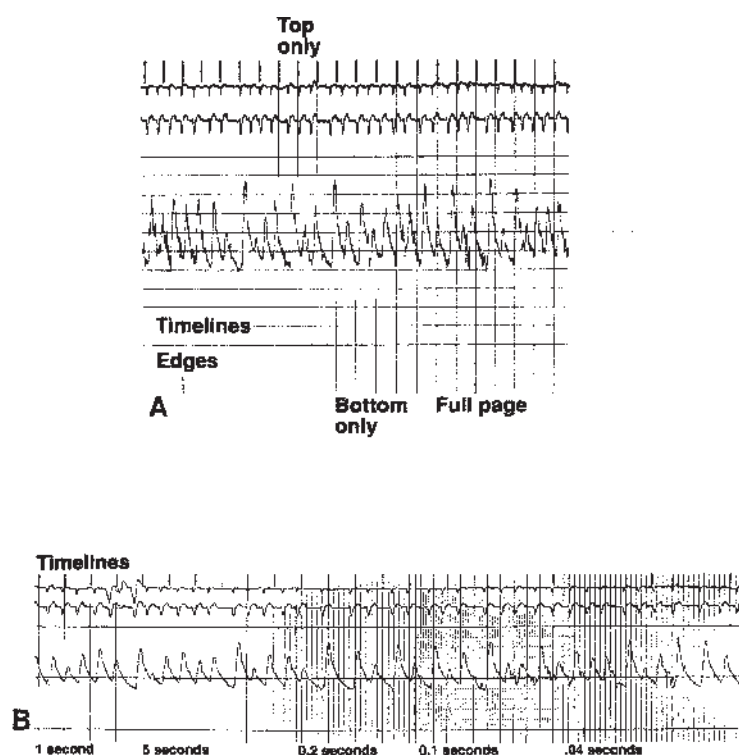 Top
only
Timelines
Edges
A
Bottom
only
Full page
Timelines
B
1 second
5 seconds
0.2 seconds
0.1 seconds
.04 seconds